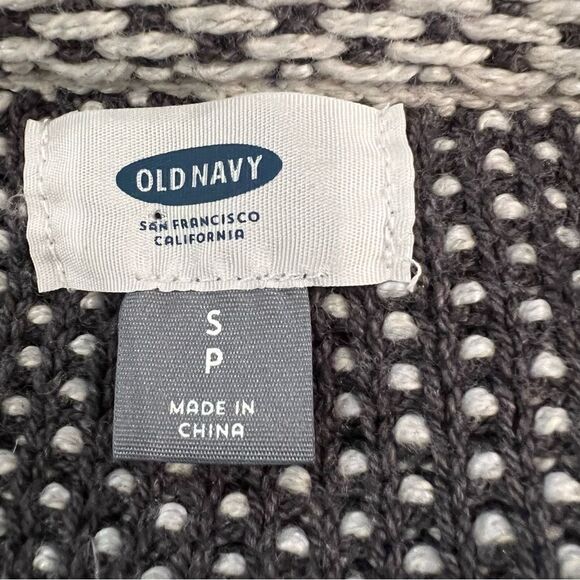 OLD NAVY
SAN FRANCISCO
CALIFORNIA
S
P
MADE IN
CHINA